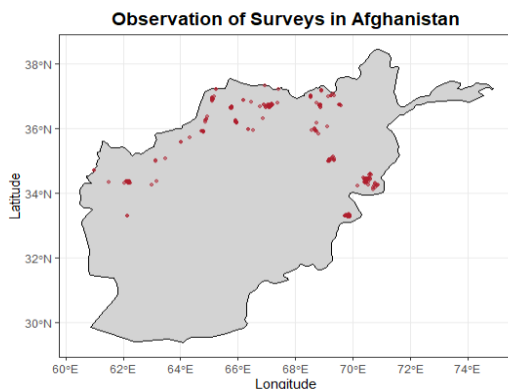 Observation of Surveys in Afghanistan
38°N
36°N
34°N
32°N
30°N
Latitude
60°E 62°E 64°E 66°E 68°E 70°E 72°E 74°E
Longitude